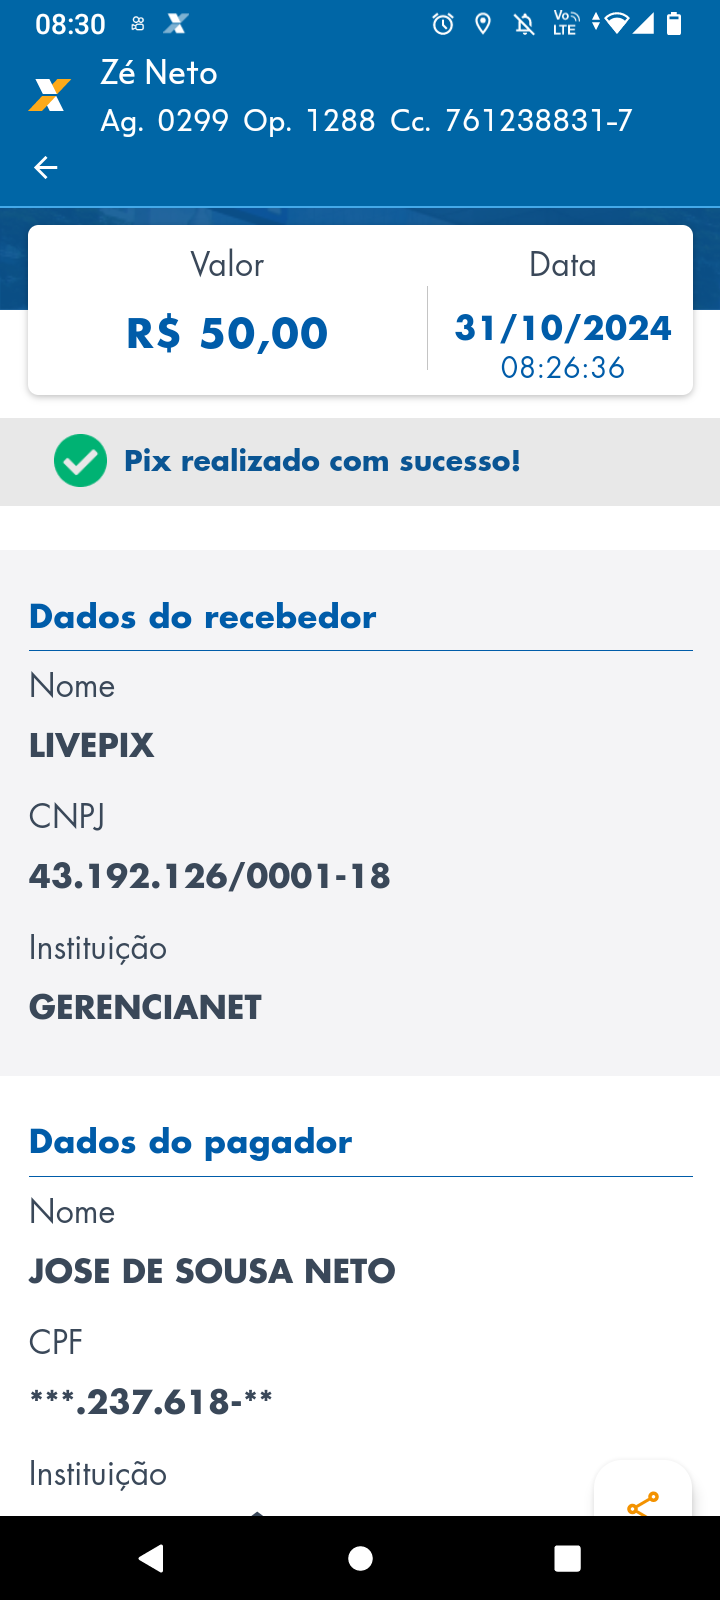 08:30
Vo LTE
Zé Neto
Ag. 0299 Op. 1288 Cc. 761238831-7
Valor
R$ 50,00
Data
31/10/2024
08:26:36
Pix realizado com sucesso!
Dados do recebedor
Nome
LIVEPIX
CNPJ
43.192.126/0001-18
Instituição
GERENCIANET
Dados do pagador
Nome
JOSE DE SOUSA NETO
CPF
***.237.618-**
Instituição